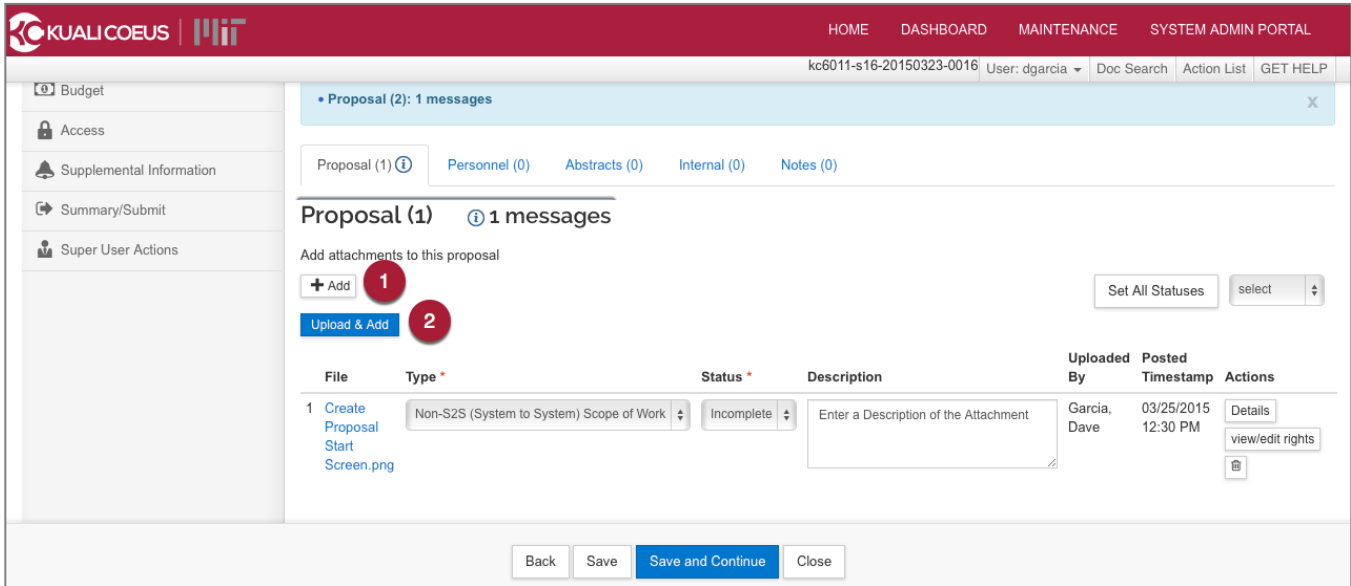 KUALI COEUS MIT
HOME DASHBOARD MAINTENANCE SYSTEM ADMIN PORTAL
kc6011-s16-20150323-0016 User: dgarcia Doc Search Action List GET HELP
Budget
Access
Supplemental Information
Summary/Submit
Super User Actions
• Proposal (2): 1 messages x
Proposal (1) Personnel (0) Abstracts (0) Internal (0) Notes (0)
Proposal (1) 1 messages
Add attachments to this proposal
+ Add 1
Set All Statuses select
Upload & Add 2
File Type * Status * Description Uploaded By Posted Timestamp Actions
1 Create Proposal Start Screen.png
Non-S2S (System to System) Scope of Work
Incomplete
Enter a Description of the Attachment
Garcia, Dave
03/25/2015 12:30 PM
Details
view/edit rights
Back Save Save and Continue Close